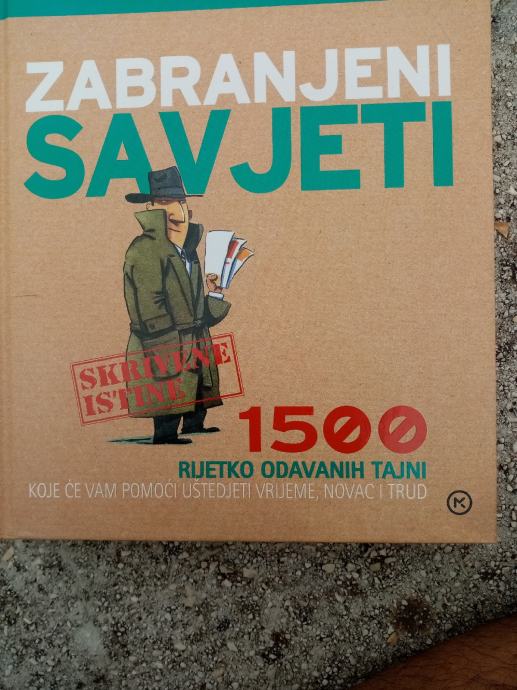 ZABRANJENI
SAVJETI
SKRIVENE
ISTINE
1500
RIJETKO ODAVANIH TAJNI
KOJE ĆE VAM POMOĆI UŠTEDJETI VRIJEME, NOVAC I TRUD